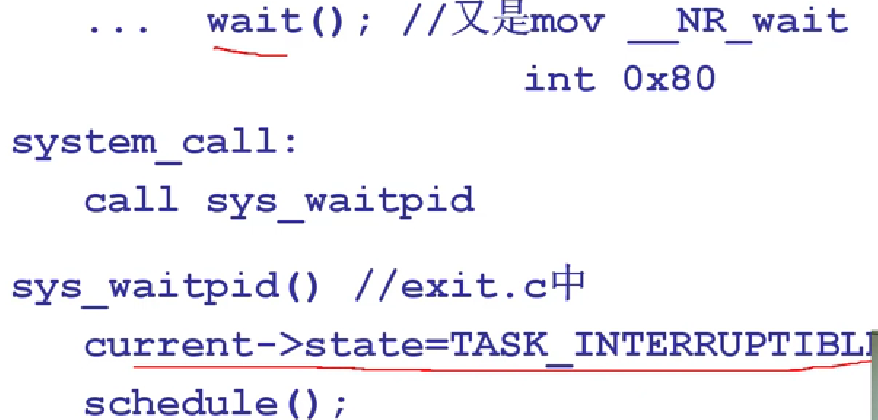 ... wait(); //又是mov __NR_wait
int 0x80
system_call:
call sys_waitpid
sys_waitpid() //exit.c中
current->state=TASK_INTERRUPTIBL
schedule();